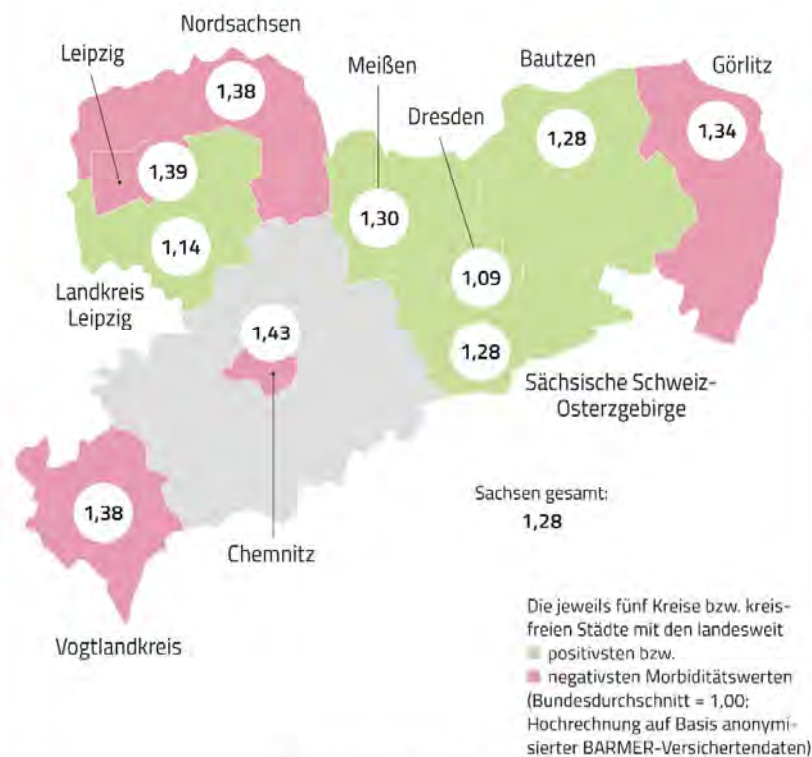 Nordsachsen
Leipzig
Meißen
Bautzen
Görlitz
Dresden
1,38
1,39
1,14
1,30
1,28
1,34
1,09
1,28
Landkreis
Leipzig
1,43
Sächsische Schweiz-
Osterzgebirge
1,38
Chemnitz
Vogtlandkreis
Sachsen gesamt:
1,28
Die jeweils fünf Kreise bzw. kreis-
freien Städte mit den landesweit
positivsten bzw.
negativsten Morbiditätswerten
(Bundesdurchschnitt = 1,00;
Hochrechnung auf Basis anonymi-
sierter BARMER-Versichertendaten)